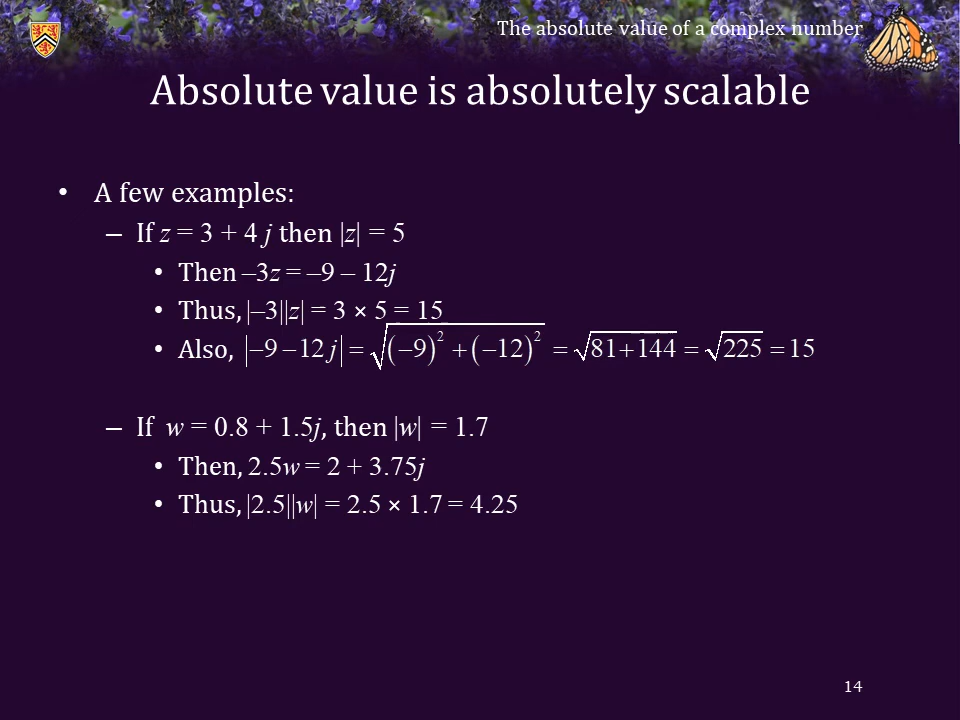 The absolute value of a complex number
Absolute value is absolutely scalable
• A few examples:
– If z = 3 + 4 j then |z| = 5
• Then –3z = –9 – 12j
• Thus, |–3||z| = 3 × 5 = 15
• Also, |−9 −12 j| = √((−9)² + (−12)²) = √(81+144) = √225 = 15
– If w = 0.8 + 1.5j, then |w| = 1.7
• Then, 2.5w = 2 + 3.75j
• Thus, |2.5||w| = 2.5 × 1.7 = 4.25
14